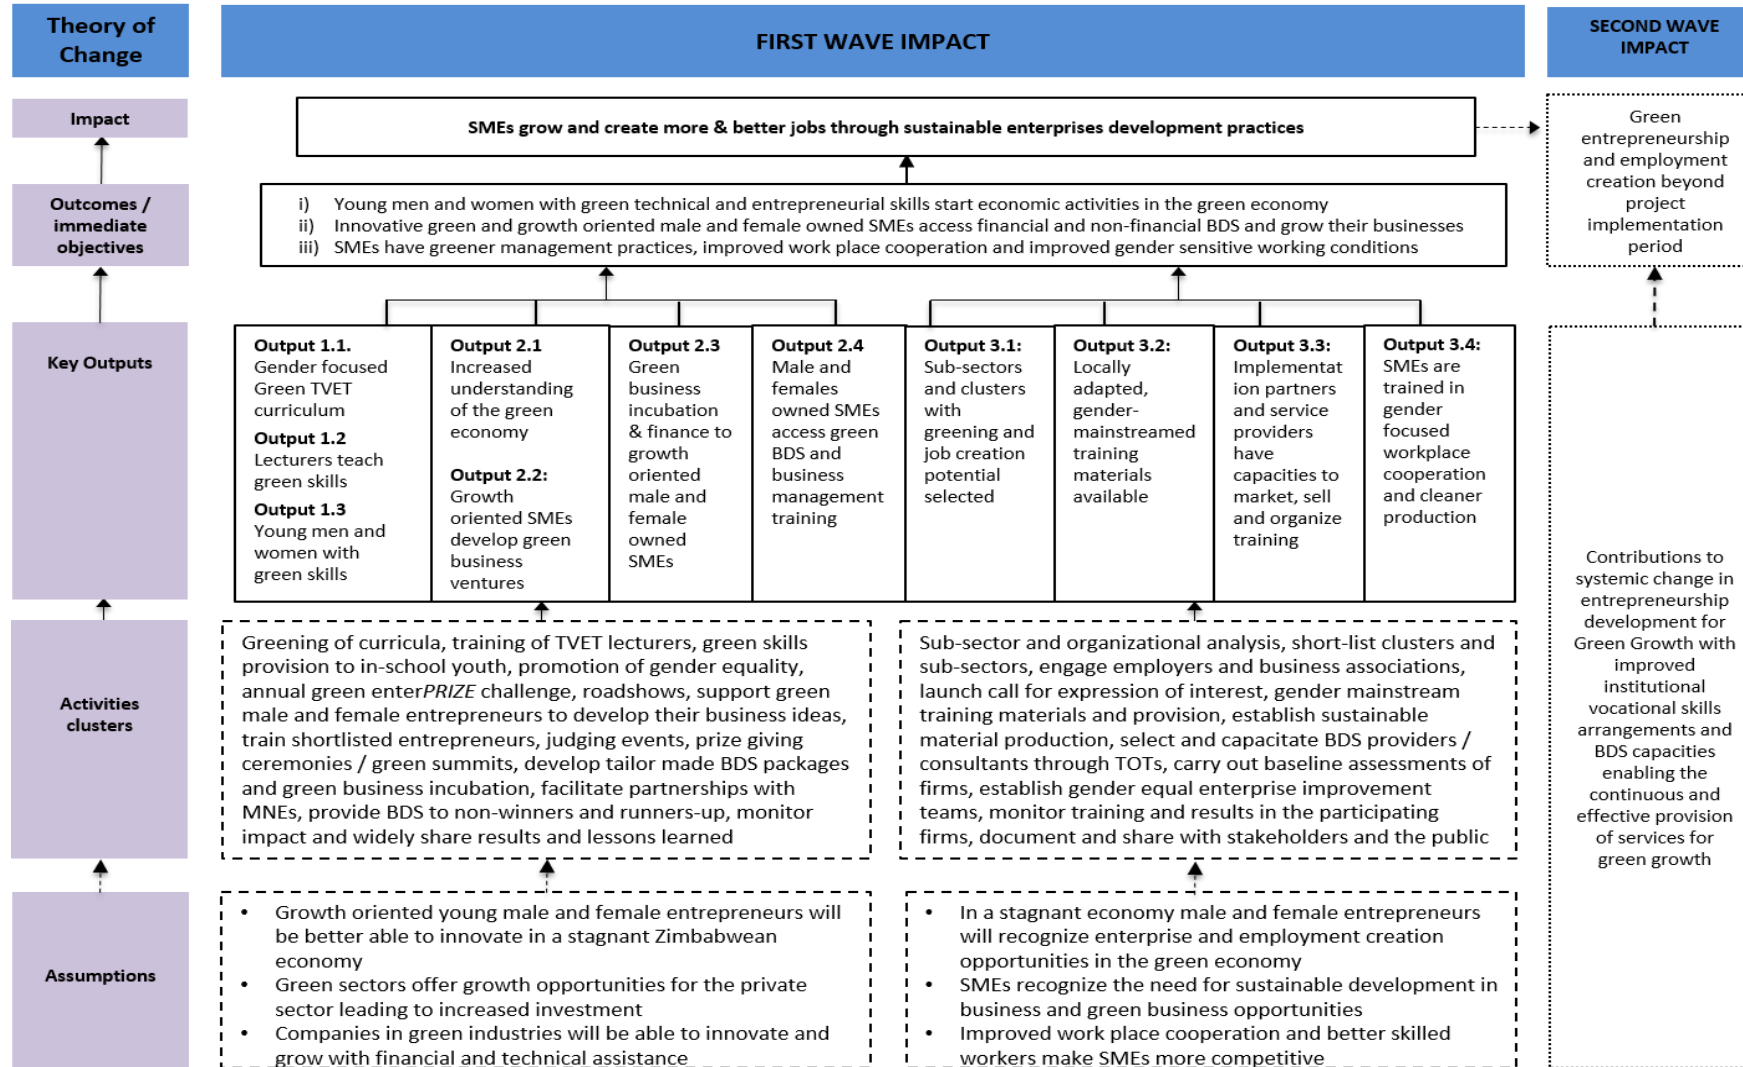 Theory of
Change
FIRST WAVE IMPACT
SECOND WAVE
IMPACT
Impact
SMEs grow and create more & better jobs through sustainable enterprises development practices
Green
entrepreneurship
and employment
creation beyond
project
implementation
period
Outcomes /
immediate
objectives
i) Young men and women with green technical and entrepreneurial skills start economic activities in the green economy
ii) Innovative green and growth oriented male and female owned SMEs access financial and non-financial BDS and grow their businesses
iii) SMEs have greener management practices, improved work place cooperation and improved gender sensitive working conditions
Key Outputs
Output 1.1.
Gender focused
Green TVET
curriculum
Output 1.2
Lecturers teach
green skills
Output 1.3
Young men and
women with
green skills
Output 2.1
Increased
understanding
of the green
economy
Output 2.2:
Growth
oriented SMEs
develop green
business
ventures
Output 2.3
Green
business
incubation
& finance to
growth
oriented
male and
female
owned
SMEs
Output 2.4
Male and
females
owned SMEs
access green
BDS and
business
management
training
Output 3.1:
Sub-sectors
and clusters
with
greening and
job creation
potential
selected
Output 3.2:
Locally
adapted,
gender-
mainstreamed
training
materials
available
Output 3.3:
Implementat
ion partners
and service
providers
have
capacities to
market, sell
and organize
training
Output 3.4:
SMEs are
trained in
gender
focused
workplace
cooperation
and cleaner
production
Contributions to
systemic change in
entrepreneurship
development for
Green Growth with
improved
institutional
vocational skills
arrangements and
BDS capacities
enabling the
continuous and
effective provision
of services for
green growth
Activities
clusters
Greening of curricula, training of TVET lecturers, green skills
provision to in-school youth, promotion of gender equality,
annual green enterPRIZE challenge, roadshows, support green
male and female entrepreneurs to develop their business ideas,
train shortlisted entrepreneurs, judging events, prize giving
ceremonies / green summits, develop tailor made BDS packages
and green business incubation, facilitate partnerships with
MNEs, provide BDS to non-winners and runners-up, monitor
impact and widely share results and lessons learned
Sub-sector and organizational analysis, short-list clusters and
sub-sectors, engage employers and business associations,
launch call for expression of interest, gender mainstream
training materials and provision, establish sustainable
material production, select and capacitate BDS providers /
consultants through TOTs, carry out baseline assessments of
firms, establish gender equal enterprise improvement
teams, monitor training and results in the participating
firms, document and share with stakeholders and the public
Assumptions
• Growth oriented young male and female entrepreneurs will
be better able to innovate in a stagnant Zimbabwean
economy
• Green sectors offer growth opportunities for the private
sector leading to increased investment
• Companies in green industries will be able to innovate and
grow with financial and technical assistance
• In a stagnant economy male and female entrepreneurs
will recognize enterprise and employment creation
opportunities in the green economy
• SMEs recognize the need for sustainable development in
business and green business opportunities
• Improved work place cooperation and better skilled
workers make SMEs more competitive